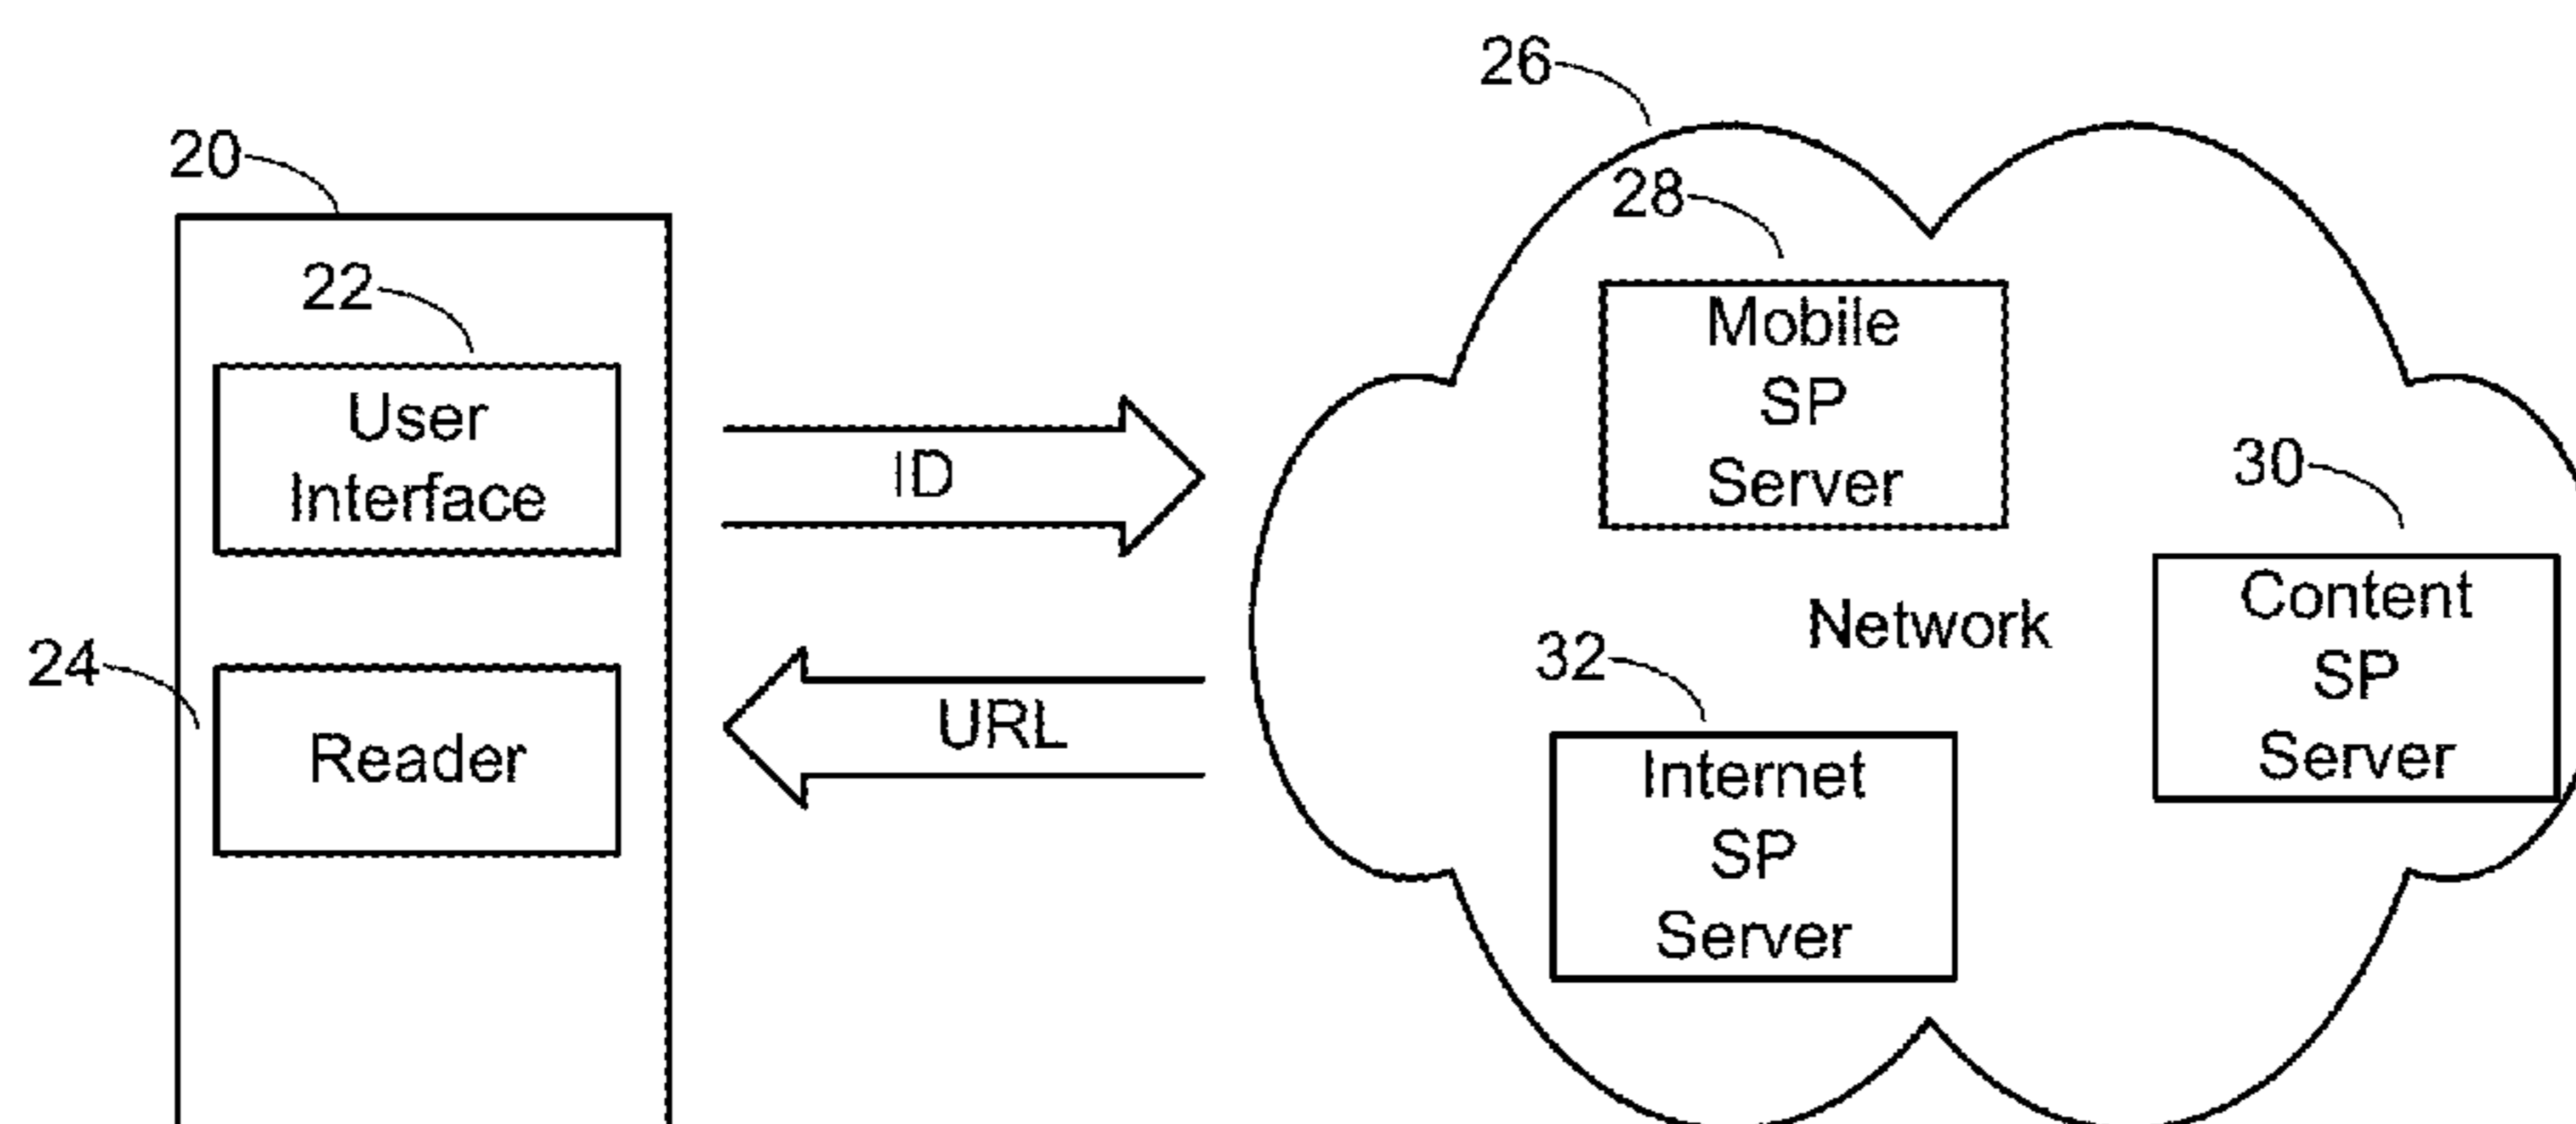 26
20
28
22
Mobile
SP
Server
User
Interface
ID
30
Content
SP
Server
Network
24
Reader
URL
32
Internet
SP
Server